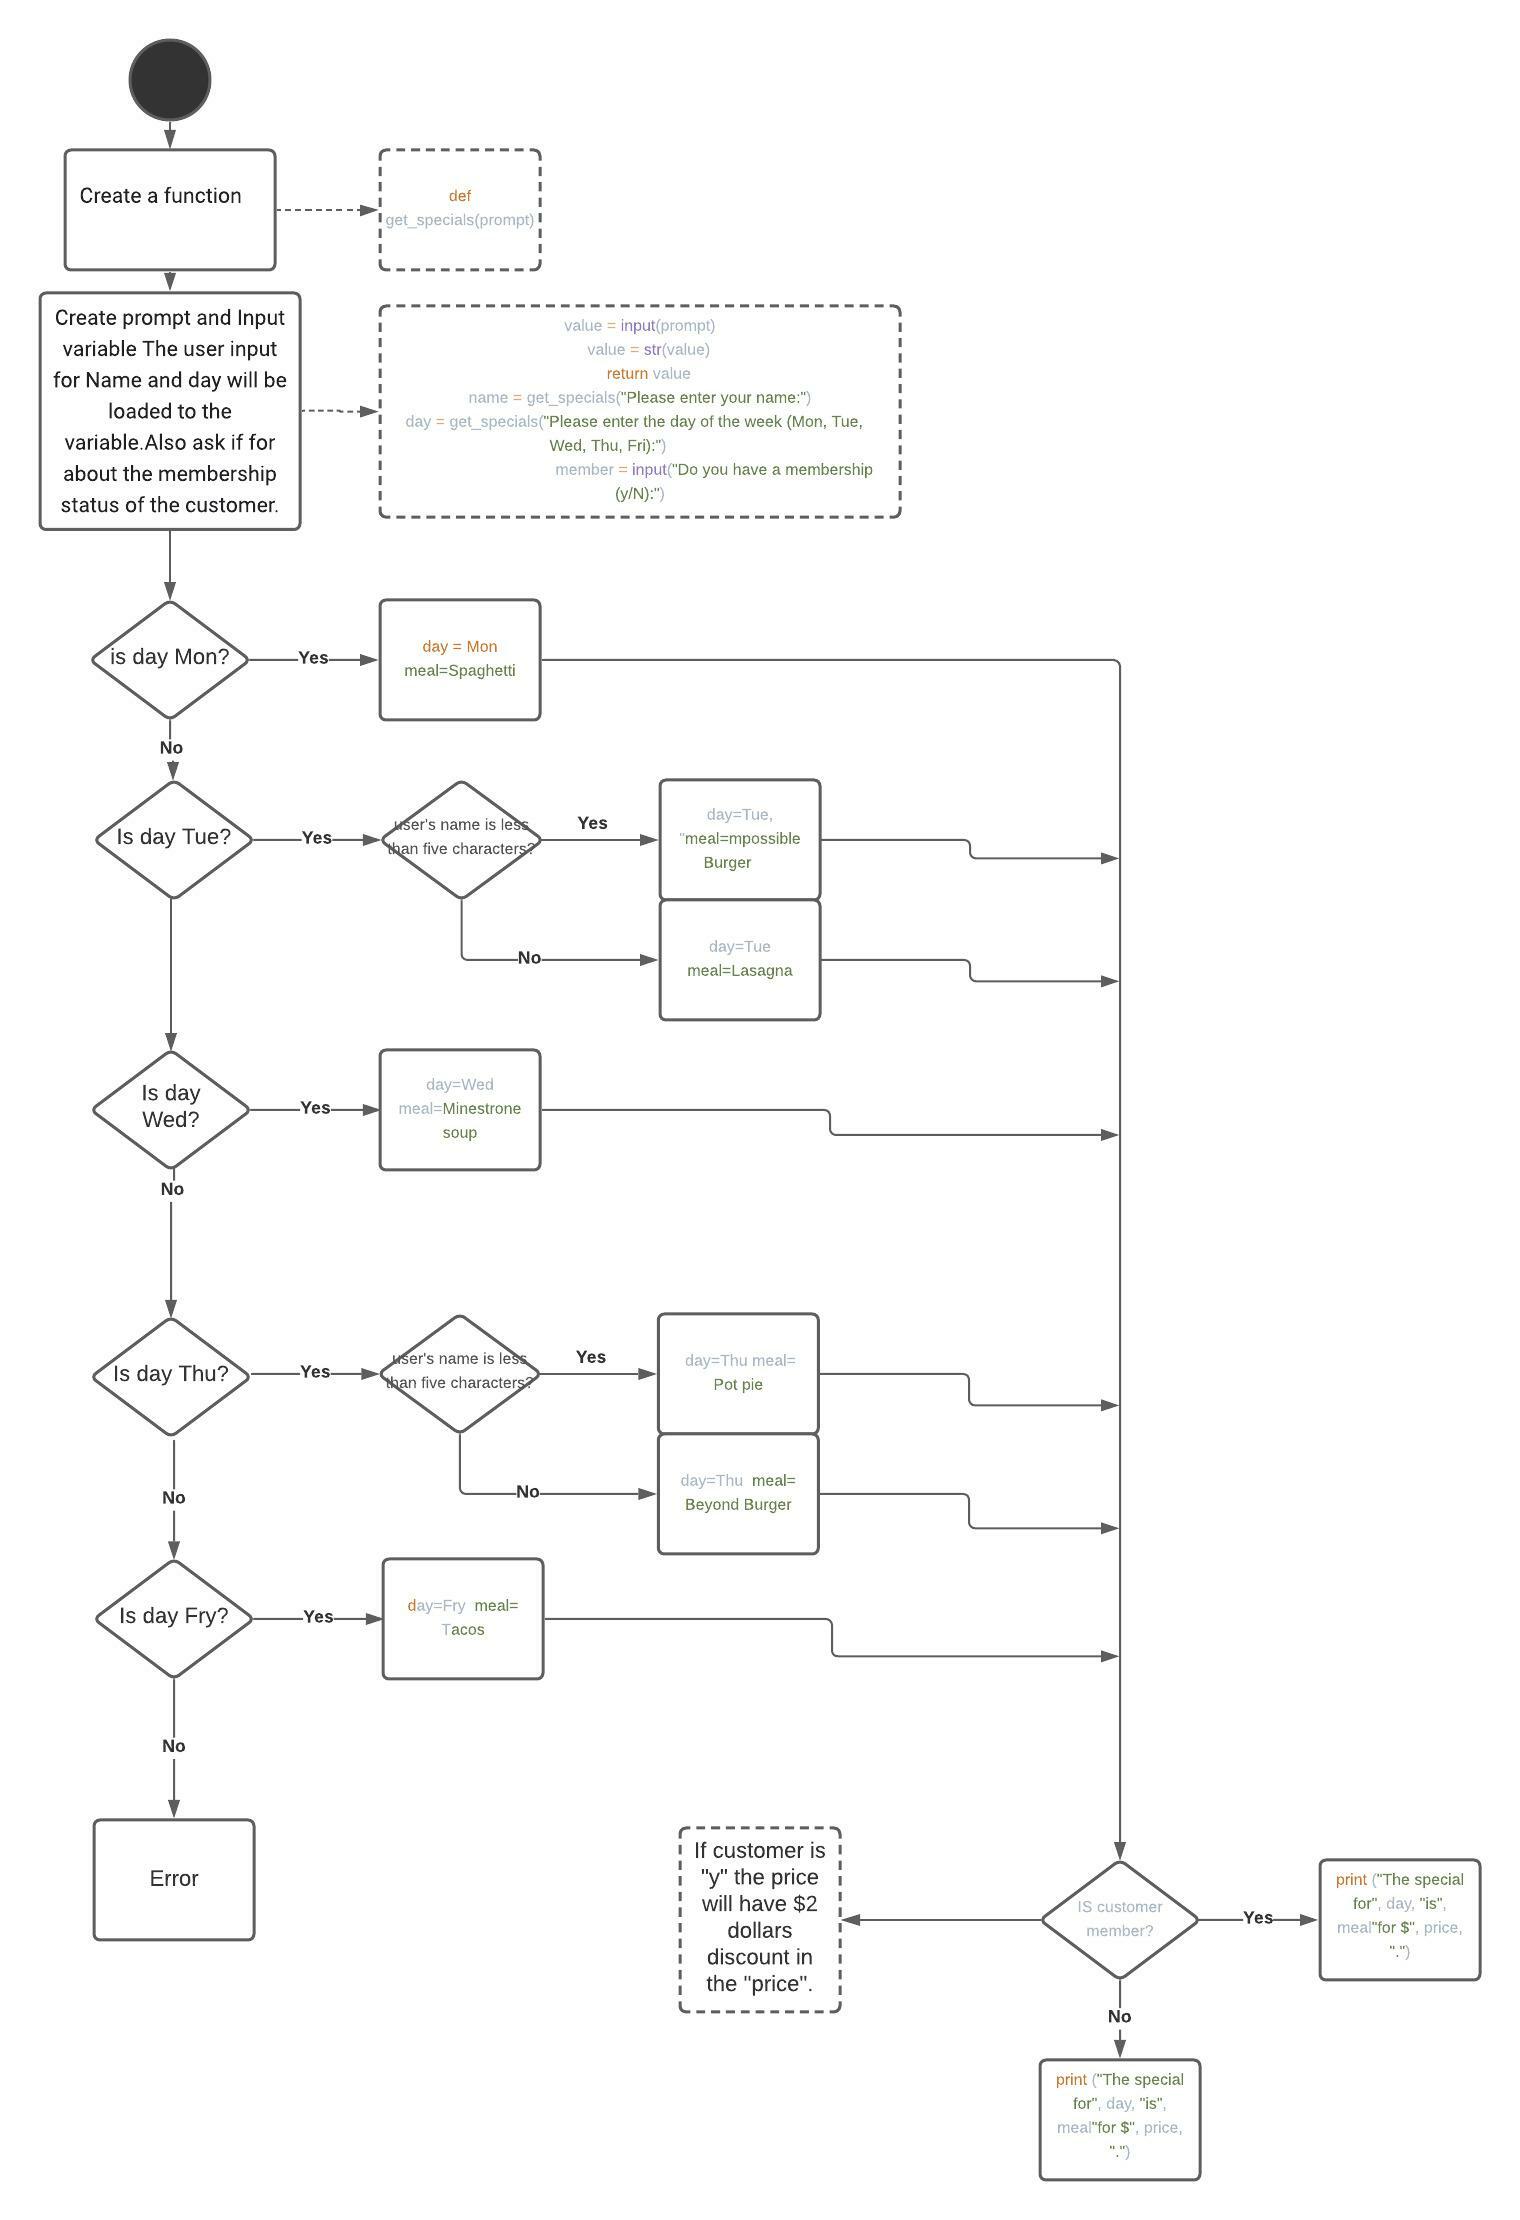 Create a function
def
get_specials(prompt)
Create prompt and Input
variable The user input
for Name and day will be
loaded to the
variable.Also ask if for
about the membership
status of the customer.
value = input(prompt)
value = str(value)
return value
name = get_specials("Please enter your name:")
day = get_specials("Please enter the day of the week (Mon, Tue,
Wed, Thu, Fri):")
member = input("Do you have a membership
(y/N):")
is day Mon?
Yes
day = Mon
meal=Spaghetti
No
Is day Tue?
Yes
user's name is less
than five characters?
Yes
day=Tue,
"meal=mpossible
Burger
No
day=Tue
meal=Lasagna
Is day
Wed?
Yes
day=Wed
meal=Minestrone
soup
No
Is day Thu?
Yes
user's name is less
than five characters?
Yes
day=Thu meal=
Pot pie
No
day=Thu  meal=
Beyond Burger
No
Is day Fry?
Yes
day=Fry  meal=
Tacos
No
Error
If customer is
"y" the price
will have $2
dollars
discount in
the "price".
IS customer
member?
Yes
print ("The special
for", day, "is",
meal"for $", price,
".")
No
print ("The special
for", day, "is",
meal"for $", price,
".")